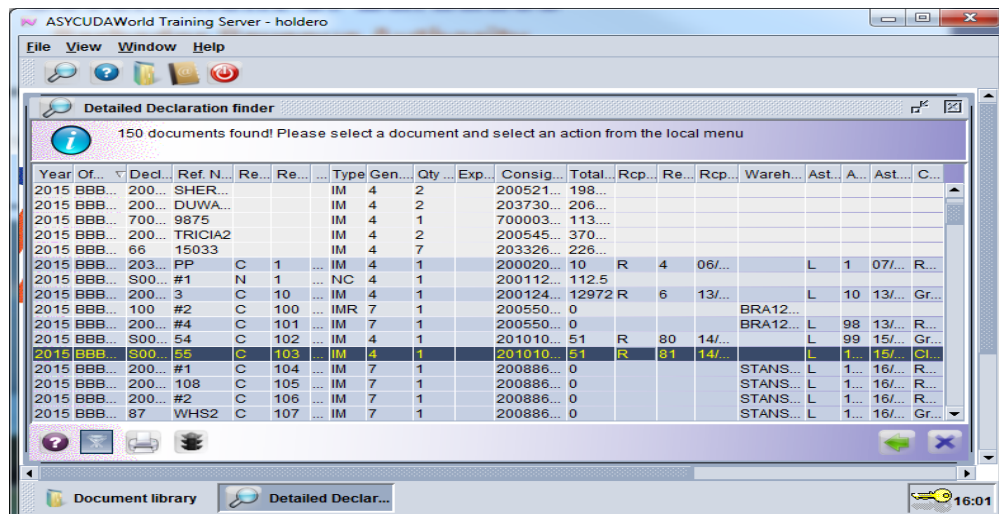 ASYCUDAWorld Training Server - holdero
File View Window Help
Detailed Declaration finder
150 documents found! Please select a document and select an action from the local menu
Year Of... Decl... Ref. N... Re... Re... ... Type Gen... Qty ... Exp... Consig... Total... Rcp... Re... Rcp... Wareh... Ast... A... Ast... C...
2015 BBB... 200... SHER... IM 4 2 200521... 198...
2015 BBB... 200... DUWA... IM 4 2 203730... 206...
2015 BBB... 700... 9875 IM 4 1 700003... 113....
2015 BBB... 200... TRICIA2 IM 4 2 200545... 370...
2015 BBB... 66 15033 IM 4 7 203326... 226...
2015 BBB... 203... PP C 1 ... IM 4 1 200020... 10 R 4 06/... L 1 07/... R...
2015 BBB... S00... #1 N 1 ... NC 4 1 200112... 112.5
2015 BBB... 200... 3 C 10 ... IM 4 1 200124... 12972 R 6 13/... L 10 13/... Gr...
2015 BBB... 100 #2 C 100 ... IMR 7 1 200550... 0 BRA12...
2015 BBB... 200... #4 C 101 ... IM 7 1 200550... 0 BRA12... L 98 13/... R...
2015 BBB... S00... 54 C 102 ... IM 4 1 201010... 51 R 80 14/... L 99 15/... Gr...
2015 BBB... S00... 55 C 103 ... IM 4 1 201010... 51 R 81 14/... L 1... 15/... Cl...
2015 BBB... 200... #1 C 104 ... IM 7 1 200886... 0 STANS... L 1... 16/... R...
2015 BBB... 200... 108 C 105 ... IM 7 1 200886... 0 STANS... L 1... 16/... R...
2015 BBB... 200... #2 C 106 ... IM 7 1 200886... 0 STANS... L 1... 16/... R...
2015 BBB... 87 WHS2 C 107 ... IM 7 1 200886... 0 STANS... L 1... 16/... Gr...
Document library Detailed Declar... 16:01